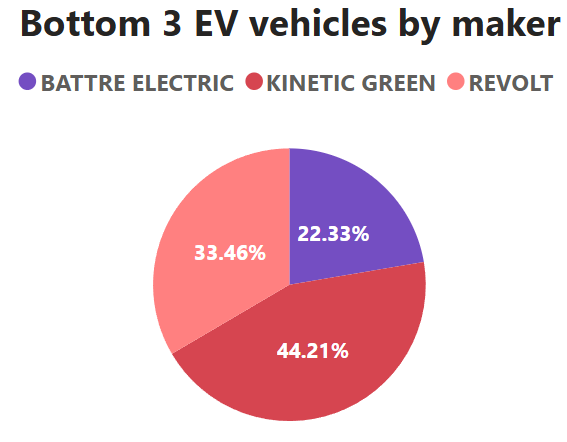 Bottom 3 EV vehicles by maker
BATTRE ELECTRIC KINETIC GREEN REVOLT
22.33%
33.46%
44.21%